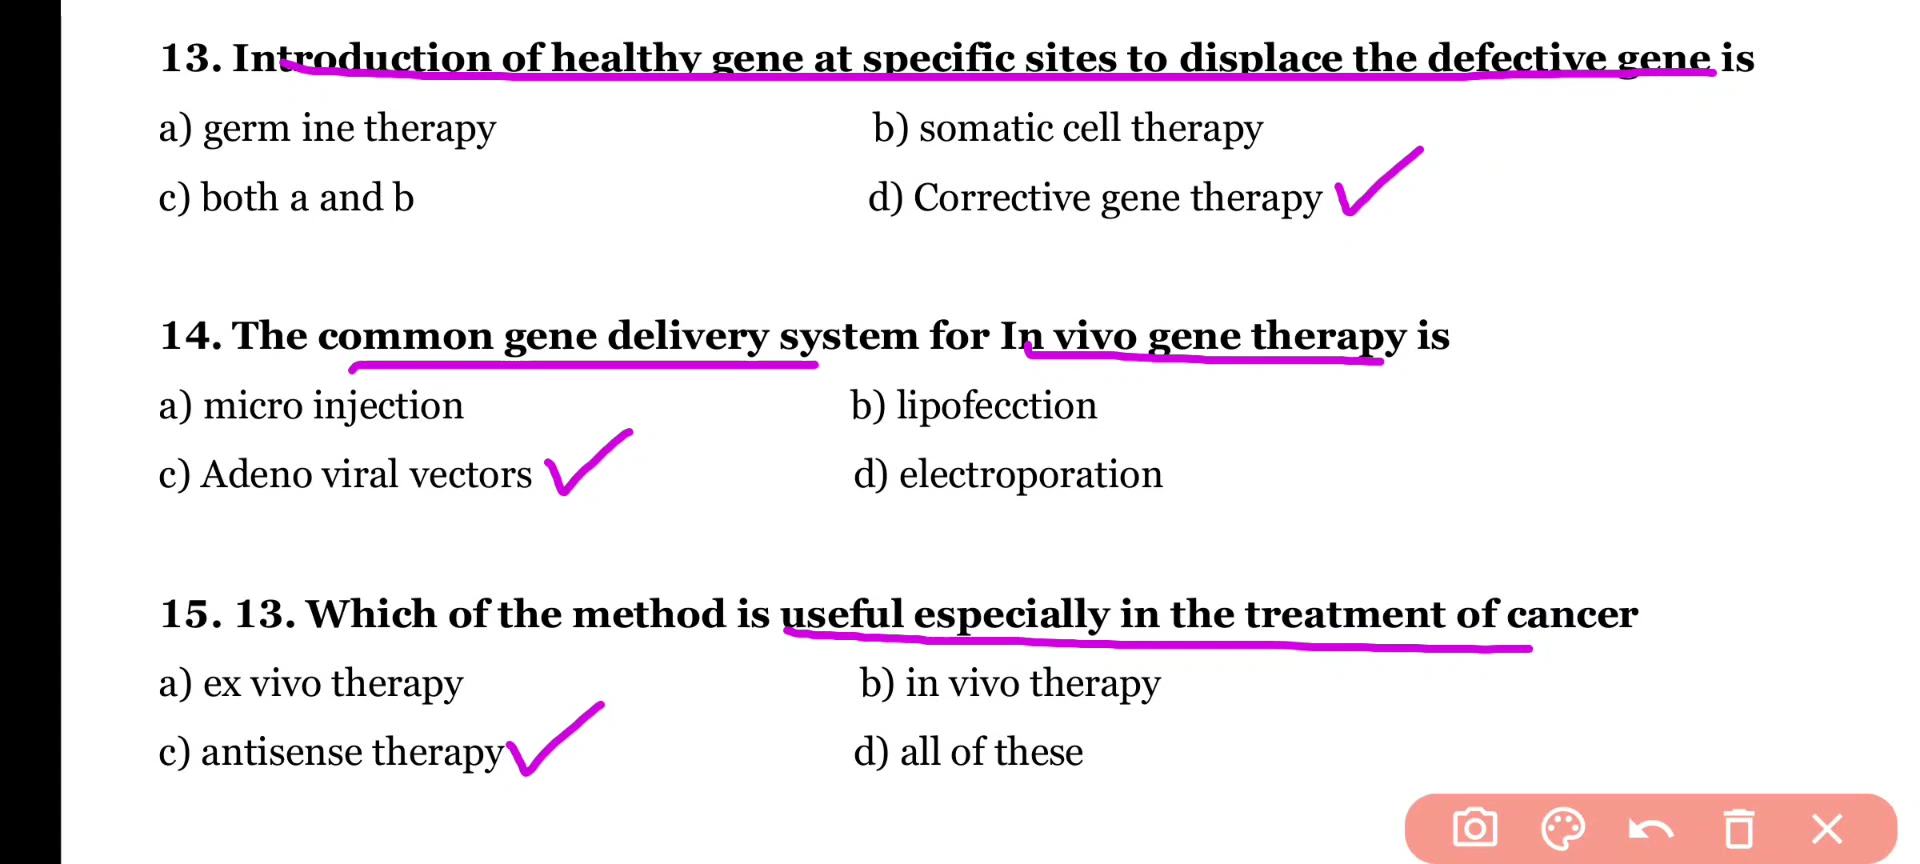 13. Introduction of healthy gene at specific sites to displace the defective gene is
a) germ ine therapy b) somatic cell therapy
c) both a and b d) Corrective gene therapy
14. The common gene delivery system for In vivo gene therapy is
a) micro injection b) lipofecction
c) Adeno viral vectors d) electroporation
15. 13. Which of the method is useful especially in the treatment of cancer
a) ex vivo therapy b) in vivo therapy
c) antisense therapy d) all of these